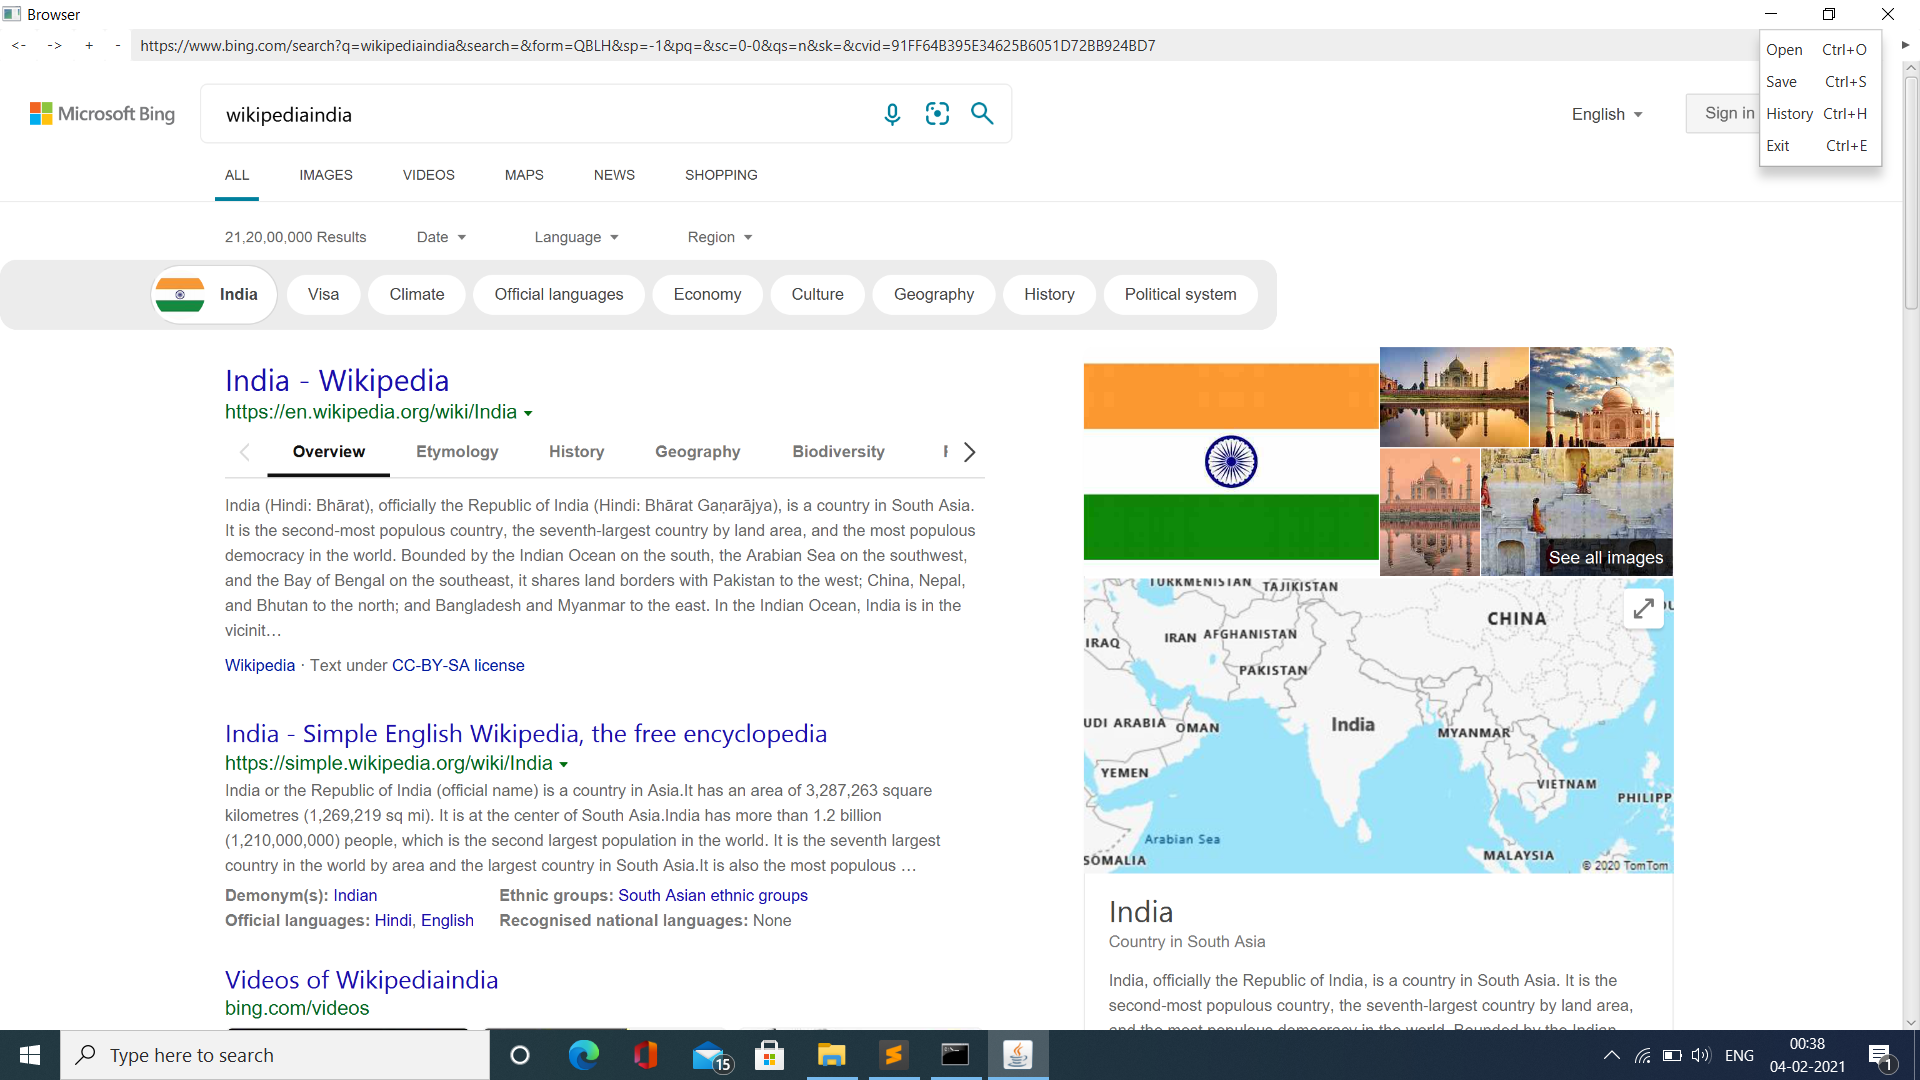 Browser
<- -> + - https://www.bing.com/search?q=wikipediaindia&search=&form=QBLH&sp=-1&pq=&sc=0-0&qs=n&sk=&cvid=91FF64B395E34625B6051D72BB924BD7
Open Ctrl+O
Save Ctrl+S
History Ctrl+H
Exit Ctrl+E
Microsoft Bing
wikipediaindia
English
Sign in
ALL IMAGES VIDEOS MAPS NEWS SHOPPING
21,20,00,000 Results Date Language Region
India Visa Climate Official languages Economy Culture Geography History Political system
India - Wikipedia
https://en.wikipedia.org/wiki/India
Overview Etymology History Geography Biodiversity
India (Hindi: Bhārat), officially the Republic of India (Hindi: Bhārat Gaṇarājya), is a country in South Asia.
It is the second-most populous country, the seventh-largest country by land area, and the most populous
democracy in the world. Bounded by the Indian Ocean on the south, the Arabian Sea on the southwest,
and the Bay of Bengal on the southeast, it shares land borders with Pakistan to the west; China, Nepal,
and Bhutan to the north; and Bangladesh and Myanmar to the east. In the Indian Ocean, India is in the
vicinit…
Wikipedia · Text under CC-BY-SA license
India - Simple English Wikipedia, the free encyclopedia
https://simple.wikipedia.org/wiki/India
India or the Republic of India (official name) is a country in Asia.It has an area of 3,287,263 square
kilometres (1,269,219 sq mi). It is at the center of South Asia.India has more than 1.2 billion
(1,210,000,000) people, which is the second largest population in the world. It is the seventh largest
country in the world by area and the largest country in South Asia.It is also the most populous …
Demonym(s): Indian Ethnic groups: South Asian ethnic groups
Official languages: Hindi, English Recognised national languages: None
Videos of Wikipediaindia
bing.com/videos
See all images
TURKMENISTAN TAJIKISTAN
CHINA
IRAQ IRAN AFGHANISTAN
PAKISTAN
UDI ARABIA OMAN India MYANMAR
YEMEN
VIETNAM
PHILIPP
Arabian Sea
SOMALIA MALAYSIA
© 2020 TomTom
India
Country in South Asia
India, officially the Republic of India, is a country in South Asia. It is the
second-most populous country, the seventh-largest country by land area,
and the most populous democracy in the world. Bounded by the Indian
Type here to search
15
ENG
00:38
04-02-2021
1